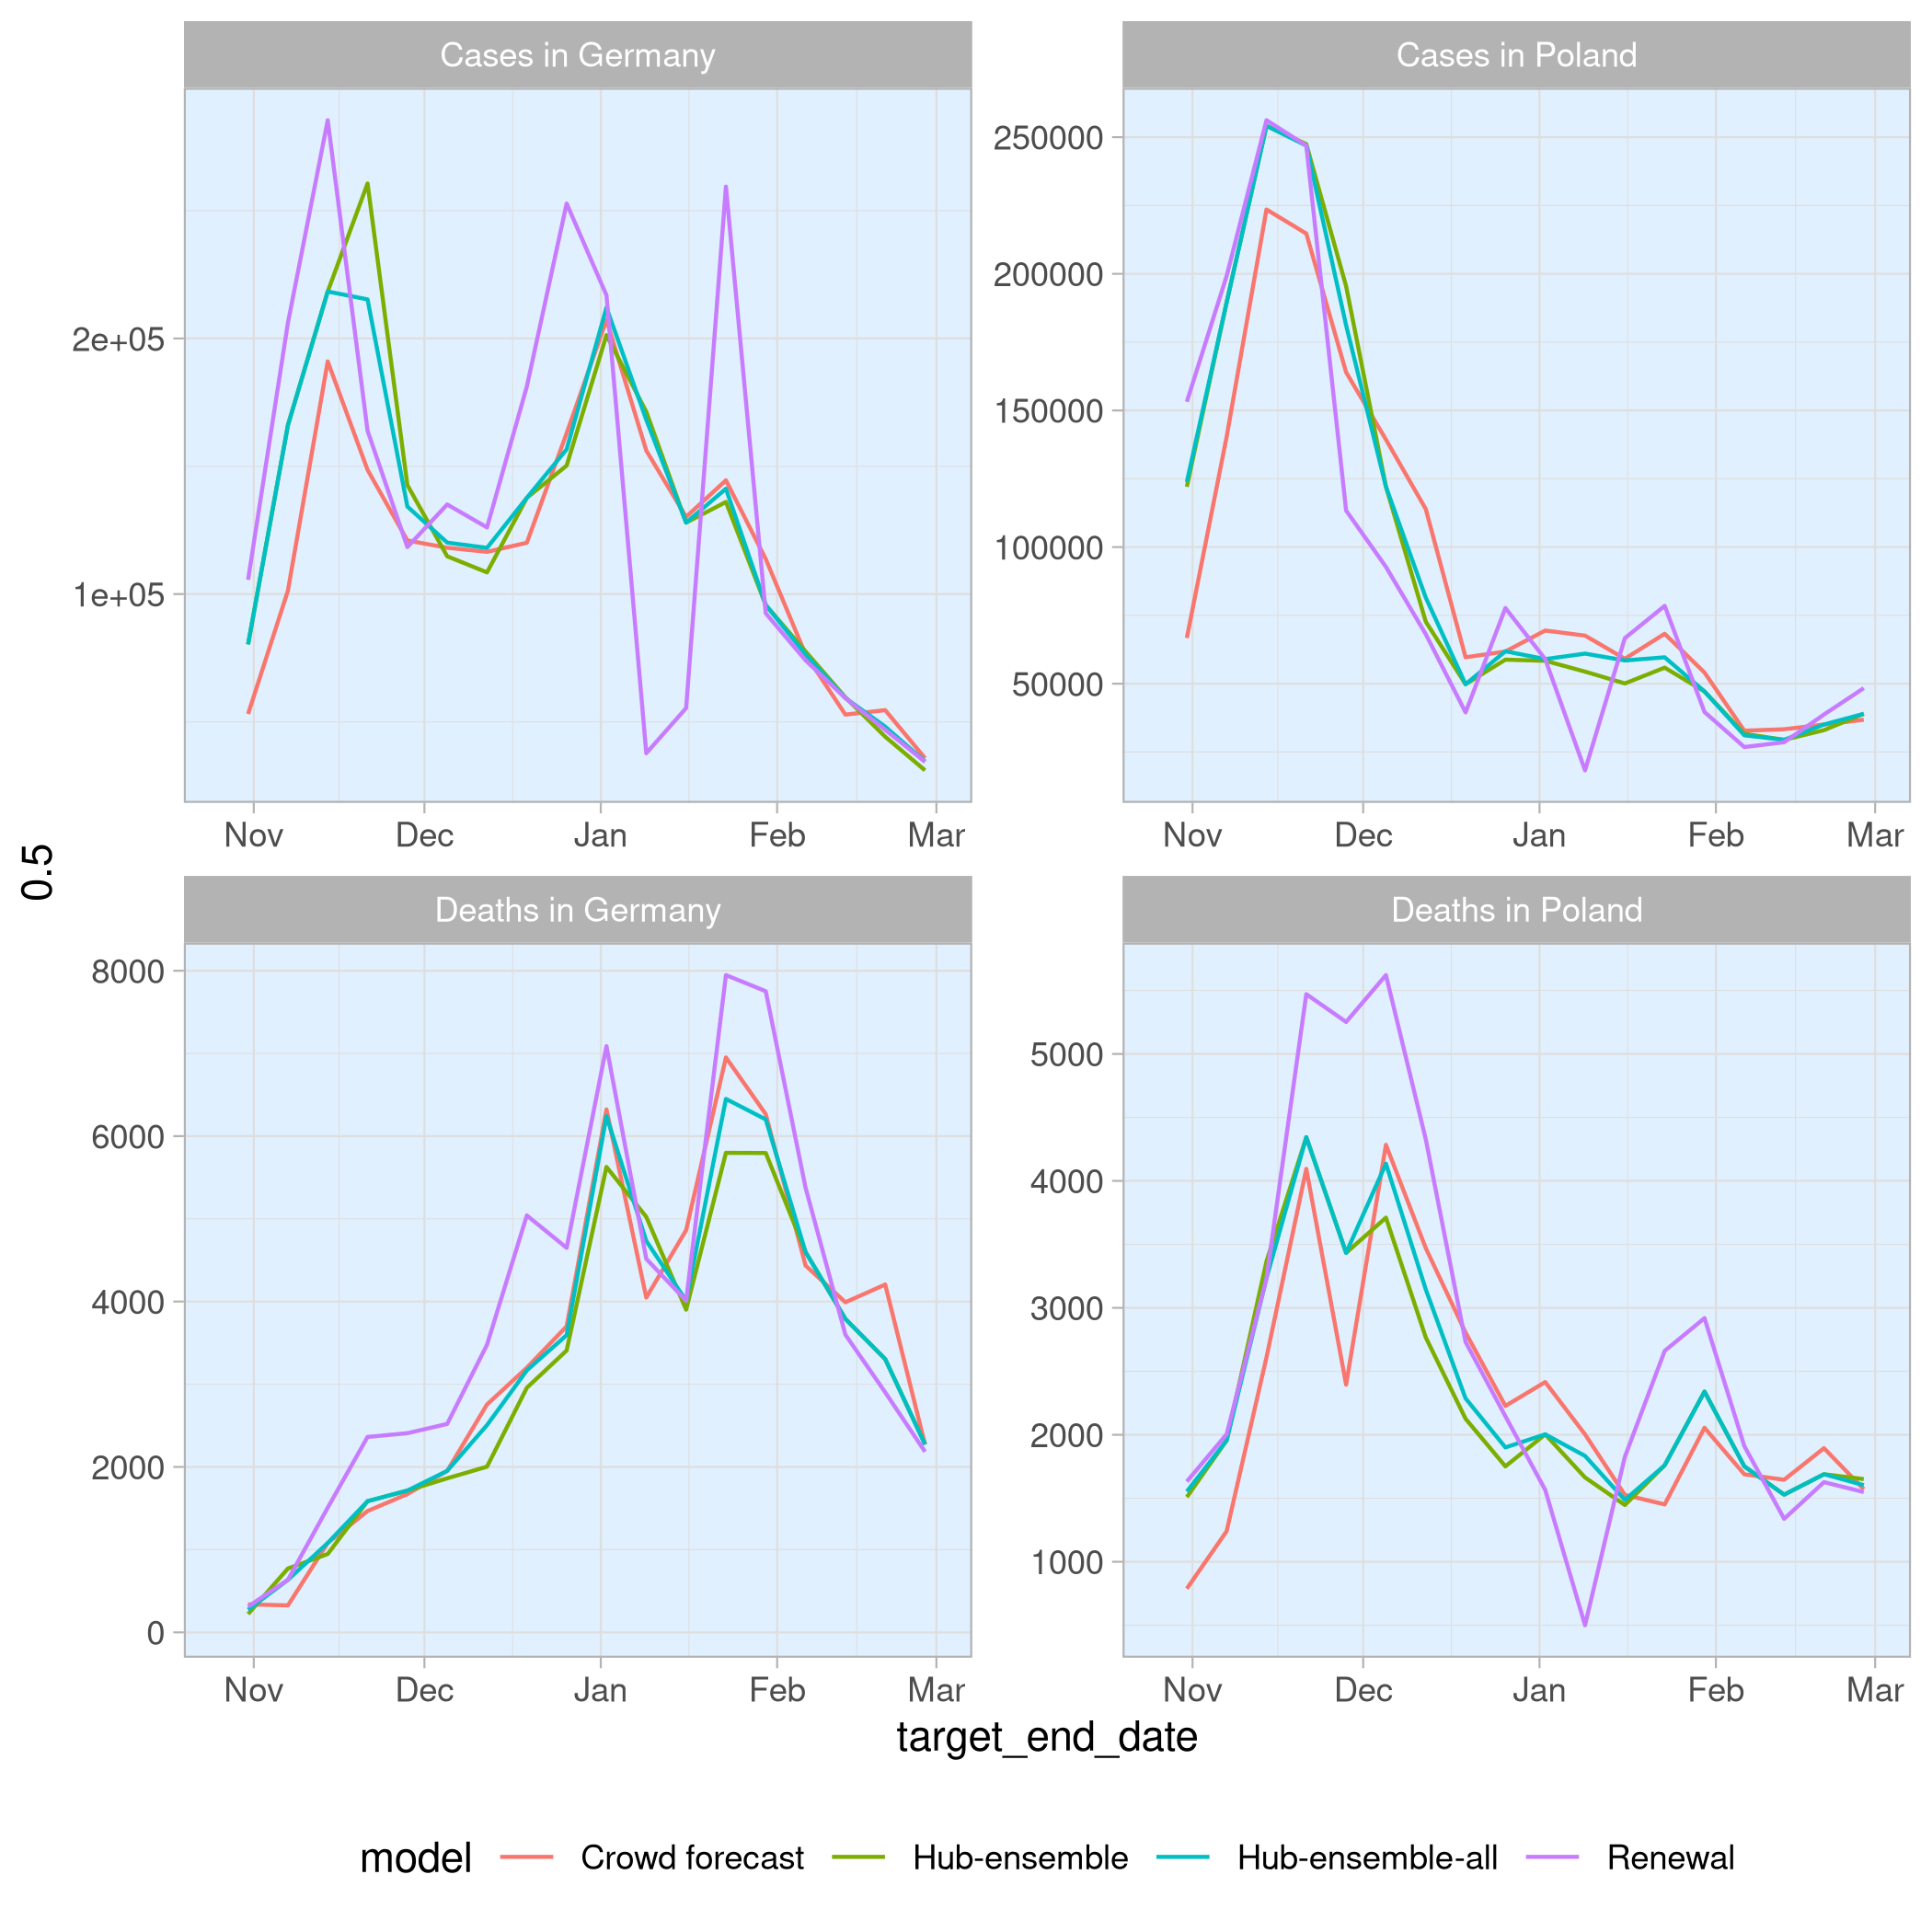 Cases in Germany
Cases in Poland
2e+05
1e+05
250000
200000
150000
100000
50000
Nov Dec Jan Feb Mar
Nov Dec Jan Feb Mar
0.5
Deaths in Germany
Deaths in Poland
8000
6000
4000
2000
0
5000
4000
3000
2000
1000
Nov Dec Jan Feb Mar
Nov Dec Jan Feb Mar
target_end_date
model Crowd forecast Hub-ensemble Hub-ensemble-all Renewal